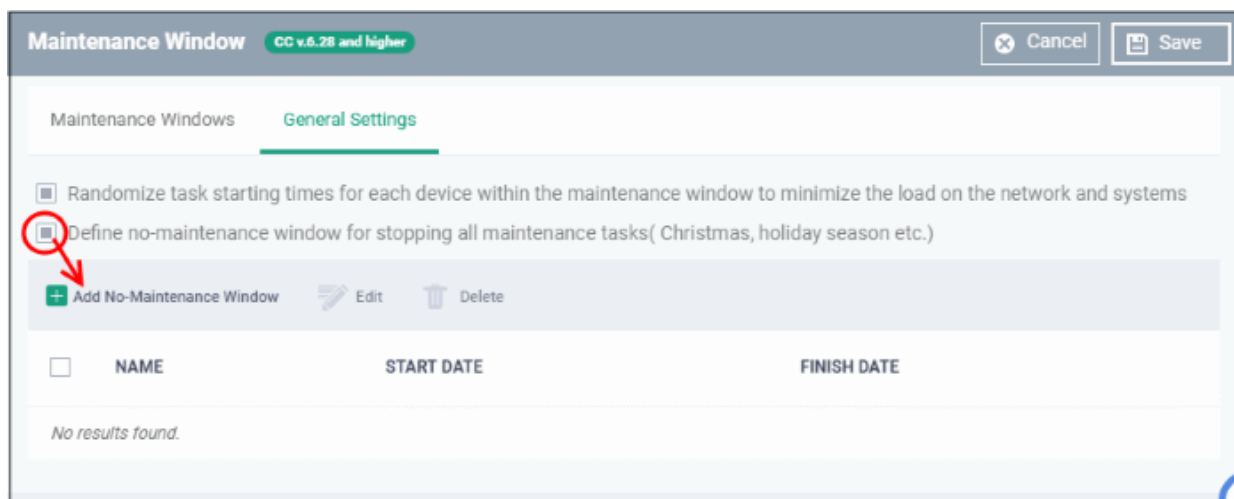 Maintenance Window CC v.6.28 and higher Cancel Save
Maintenance Windows General Settings
Randomize task starting times for each device within the maintenance window to minimize the load on the network and systems
Define no-maintenance window for stopping all maintenance tasks( Christmas, holiday season etc.)
Add No-Maintenance Window Edit Delete
NAME START DATE FINISH DATE
No results found.